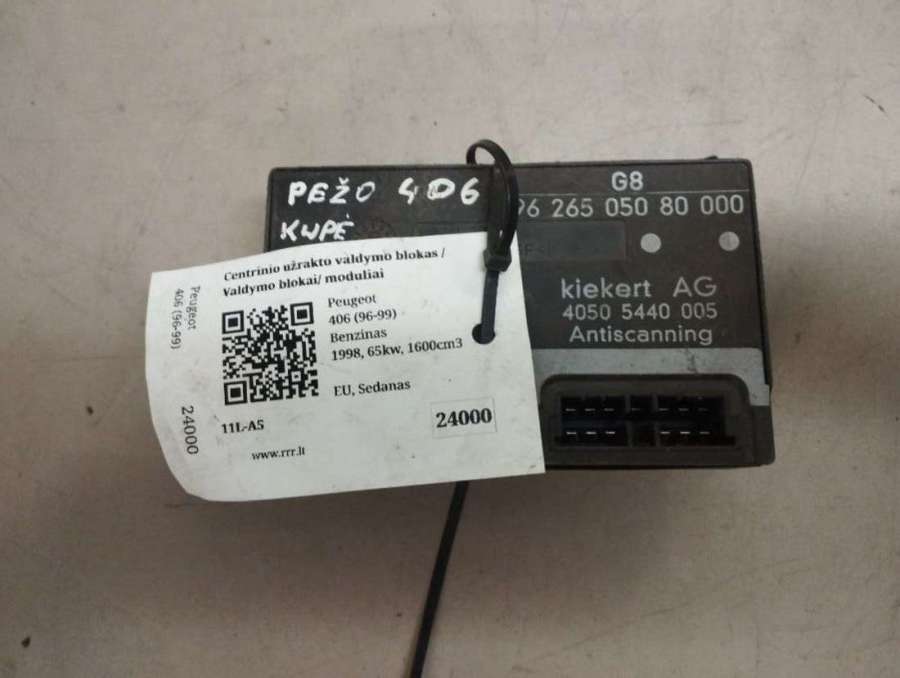 PEŽO 406
KUPĖ
G8
96 265 050 80 000
kiekert AG
4050 5440 005
Antiscanning
Centrinio užrakto valdymo blokas /
Valdymo blokai/ moduliai
Peugeot
406 (96-99)
Benzinas
1998, 65kw, 1600cm3
EU, Sedanas
11L-A5
24000
www.rrr.lt
Peugeot
406 (96-99)
24000